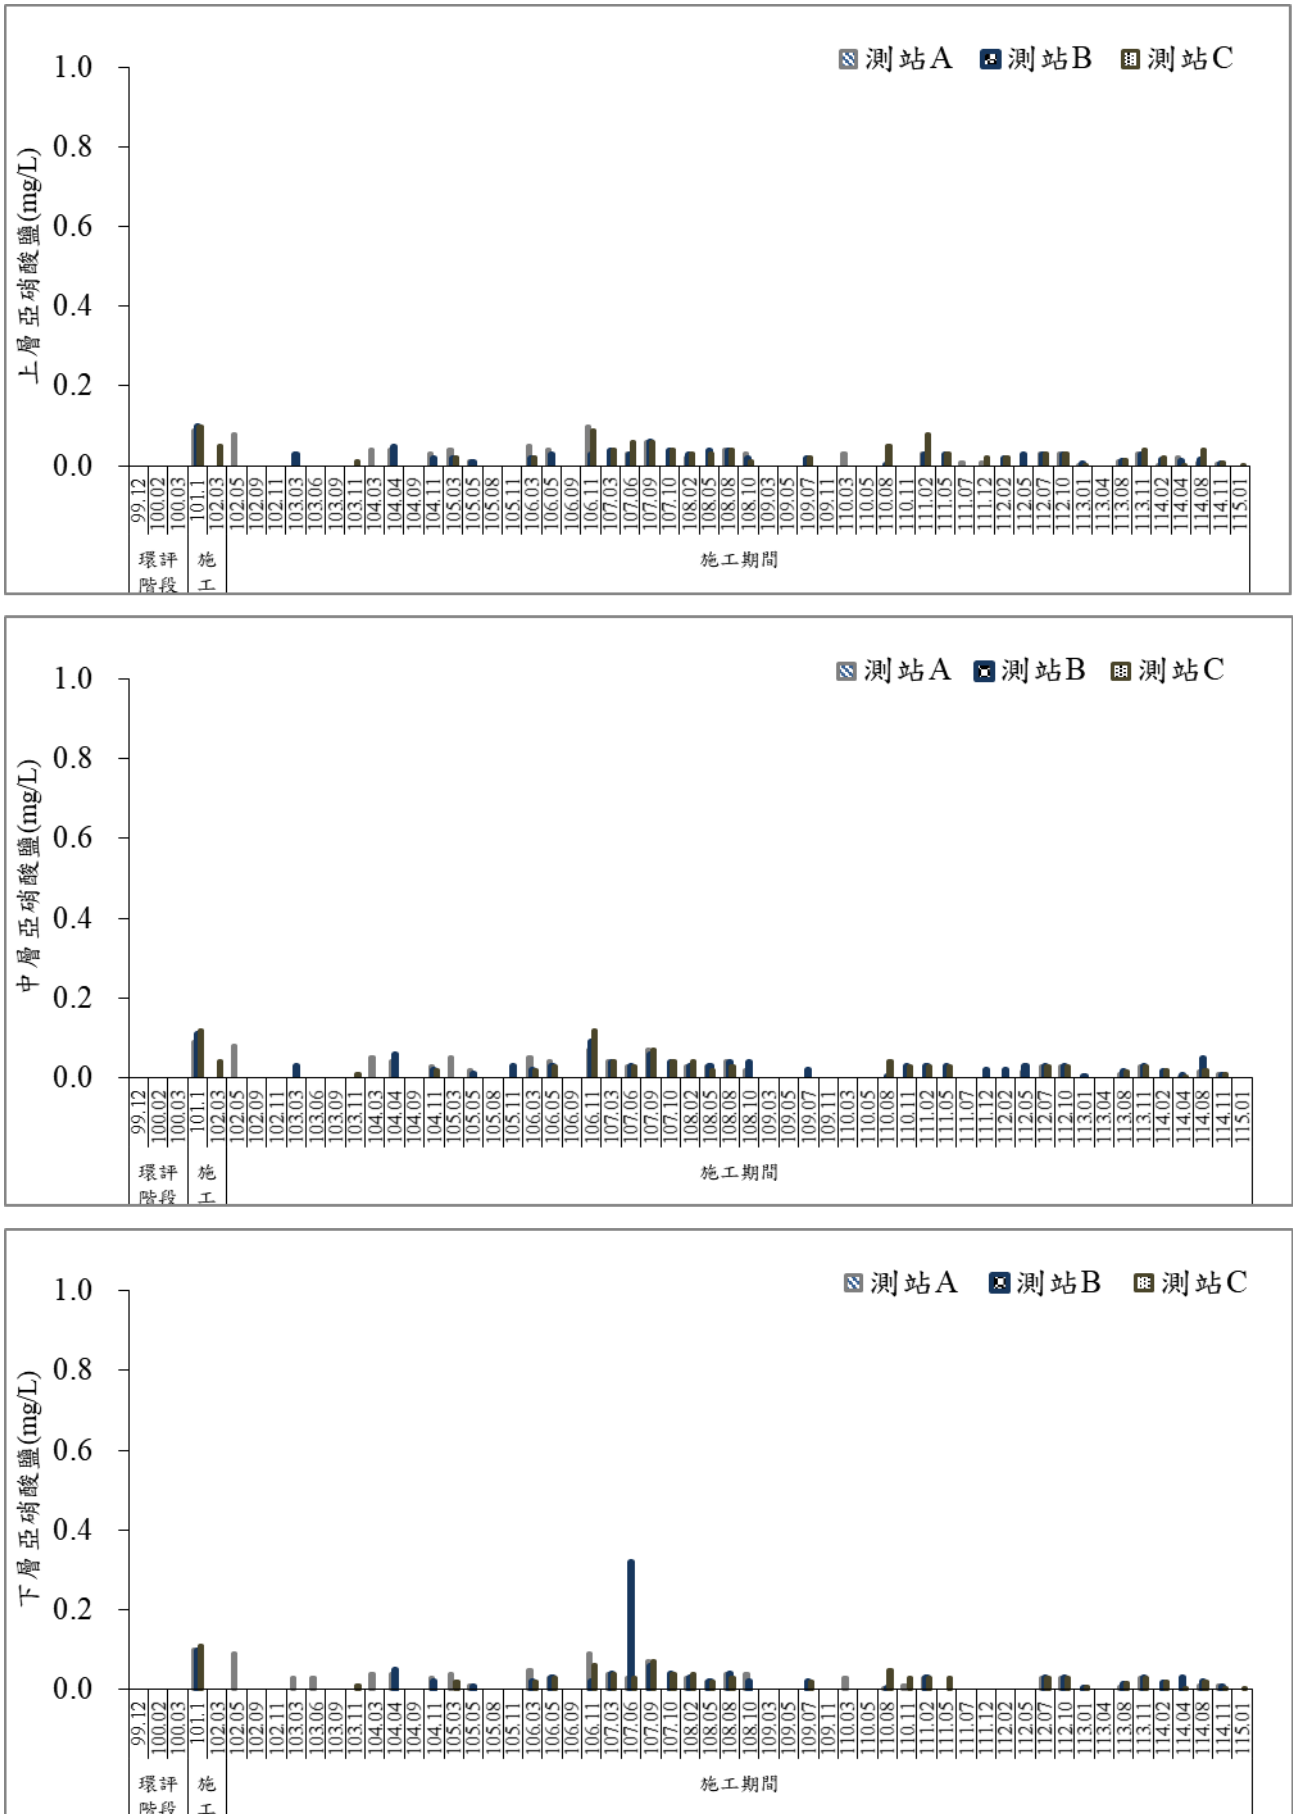 測站A 測站B 測站C
上層亞硝酸鹽(mg/L)
1.0
0.8
0.6
0.4
0.2
0.0
99.12 100.02 100.03 101.1 102.03 102.05 102.09 102.11 103.03 103.06 103.09 103.11 104.03 104.04 104.09 104.11 105.03 105.05 105.08 105.11 106.03 106.05 106.09 106.11 107.03 107.06 107.09 107.10 108.02 108.05 108.08 108.10 109.03 109.05 109.07 109.11 110.03 110.05 110.08 110.11 111.02 111.05 111.07 111.12 112.02 112.05 112.07 112.10 113.01 113.04 113.08 113.11 114.02 114.04 114.08 114.11 115.01
環評 施 施工期間
階段 工
測站A 測站B 測站C
中層亞硝酸鹽(mg/L)
1.0
0.8
0.6
0.4
0.2
0.0
99.12 100.02 100.03 101.1 102.03 102.05 102.09 102.11 103.03 103.06 103.09 103.11 104.03 104.04 104.09 104.11 105.03 105.05 105.08 105.11 106.03 106.05 106.09 106.11 107.03 107.06 107.09 107.10 108.02 108.05 108.08 108.10 109.03 109.05 109.07 109.11 110.03 110.05 110.08 110.11 111.02 111.05 111.07 111.12 112.02 112.05 112.07 112.10 113.01 113.04 113.08 113.11 114.02 114.04 114.08 114.11 115.01
環評 施 施工期間
階段 工
測站A 測站B 測站C
下層亞硝酸鹽(mg/L)
1.0
0.8
0.6
0.4
0.2
0.0
99.12 100.02 100.03 101.1 102.03 102.05 102.09 102.11 103.03 103.06 103.09 103.11 104.03 104.04 104.09 104.11 105.03 105.05 105.08 105.11 106.03 106.05 106.09 106.11 107.03 107.06 107.09 107.10 108.02 108.05 108.08 108.10 109.03 109.05 109.07 109.11 110.03 110.05 110.08 110.11 111.02 111.05 111.07 111.12 112.02 112.05 112.07 112.10 113.01 113.04 113.08 113.11 114.02 114.04 114.08 114.11 115.01
環評 施 施工期間
階段 工